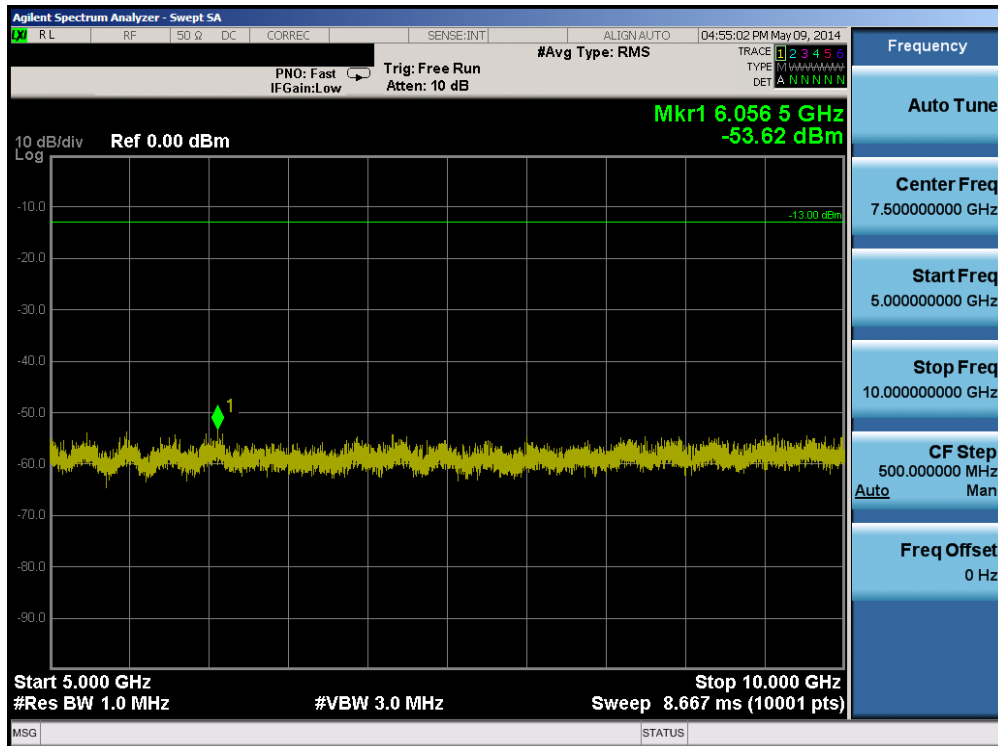 Agilent Spectrum Analyzer - Swept SA
LXI RL RF 50 Ω DC CORREC SENSE:INT ALIGN AUTO 04:55:02 PM May 09, 2014
#Avg Type: RMS TRACE 1 2 3 4 5 6
PNO: Fast Trig: Free Run TYPE M WWWWW
IFGain:Low Atten: 10 dB DET A N N N N N
Mkr1 6.056 5 GHz
-53.62 dBm
10 dB/div Ref 0.00 dBm
Log
-10.0
-13.00 dBm
-20.0
-30.0
-40.0
-50.0
1
-60.0
-70.0
-80.0
-90.0
Start 5.000 GHz Stop 10.000 GHz
#Res BW 1.0 MHz #VBW 3.0 MHz Sweep 8.667 ms (10001 pts)
MSG STATUS
Frequency
Auto Tune
Center Freq
7.500000000 GHz
Start Freq
5.000000000 GHz
Stop Freq
10.000000000 GHz
CF Step
500.000000 MHz
Auto Man
Freq Offset
0 Hz